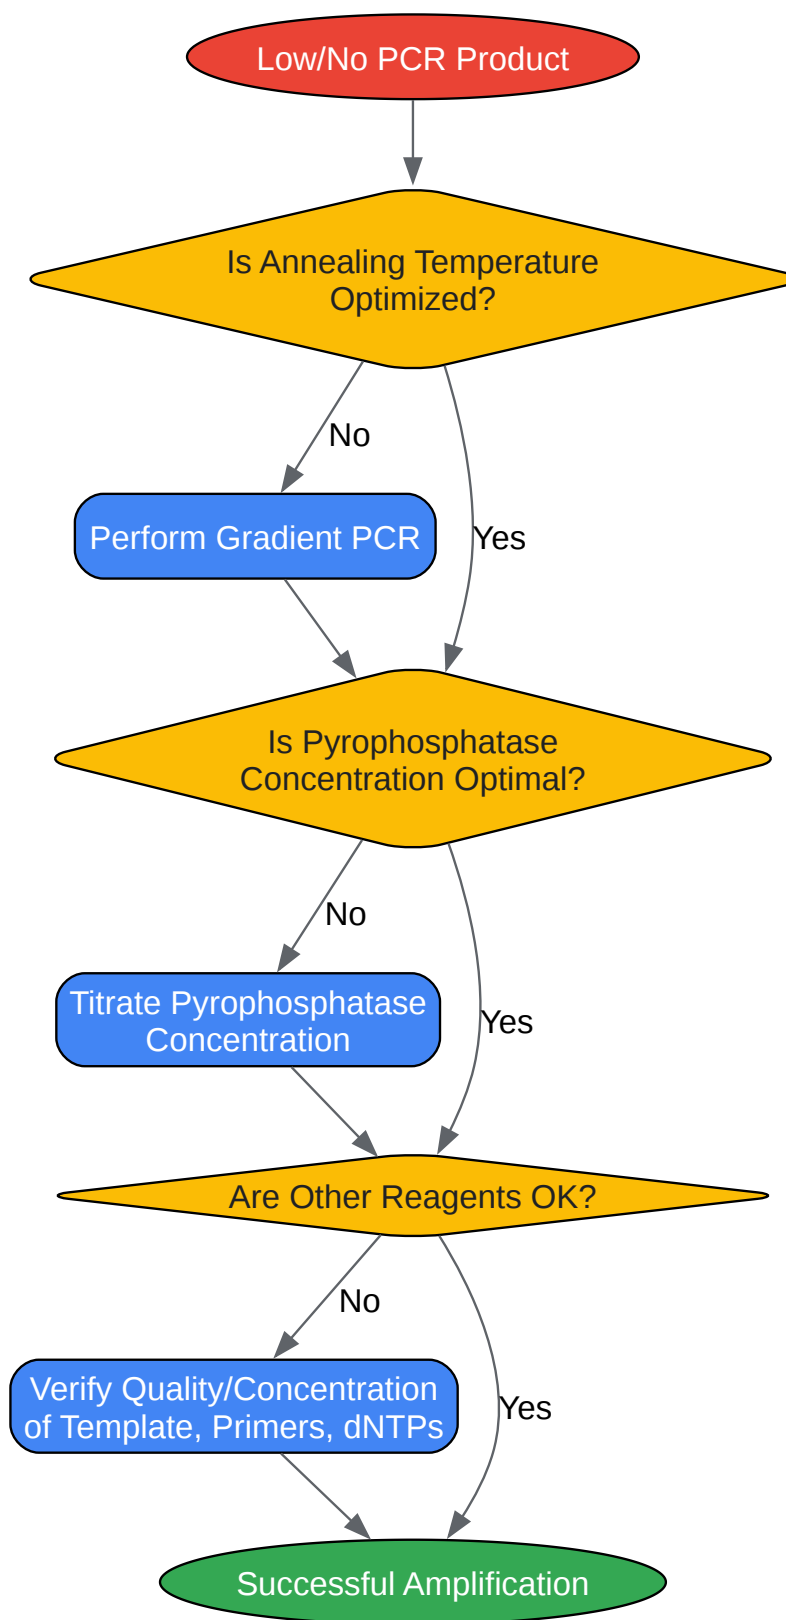 Low/No PCR Product
Is Annealing Temperature
Optimized?
No
Perform Gradient PCR
Yes
Is Pyrophosphatase
Concentration Optimal?
No
Titrate Pyrophosphatase
Concentration
Yes
Are Other Reagents OK?
No
Verify Quality/Concentration
of Template, Primers, dNTPs
Yes
Successful Amplification